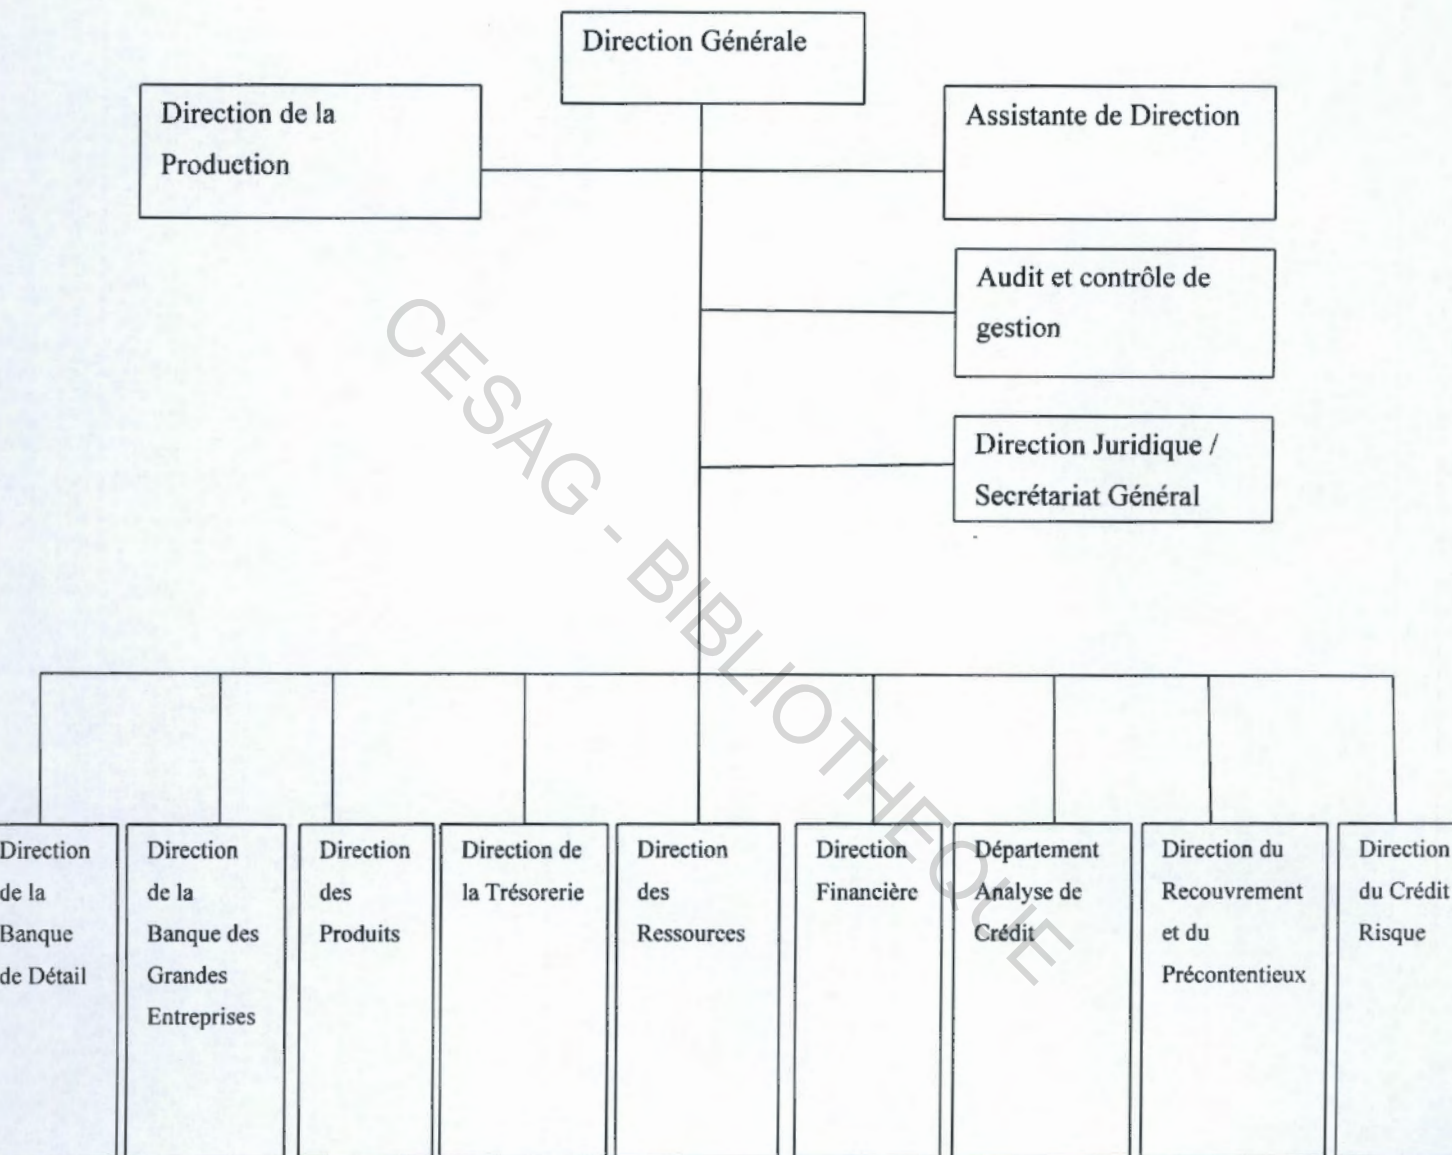 Direction Générale
Direction de la
Production
Assistante de Direction
Audit et contrôle de
gestion
Direction Juridique /
Secrétariat Général
CESAG - BIBLIOTHEQUE
Direction
de la
Banque
de Détail
Direction
de la
Banque des
Grandes
Entreprises
Direction
des
Produits
Direction de
la Trésorerie
Direction
des
Ressources
Direction
Financière
Département
Analyse de
Crédit
Direction du
Recouvrement
et du
Précontentieux
Direction
du Crédit
Risque